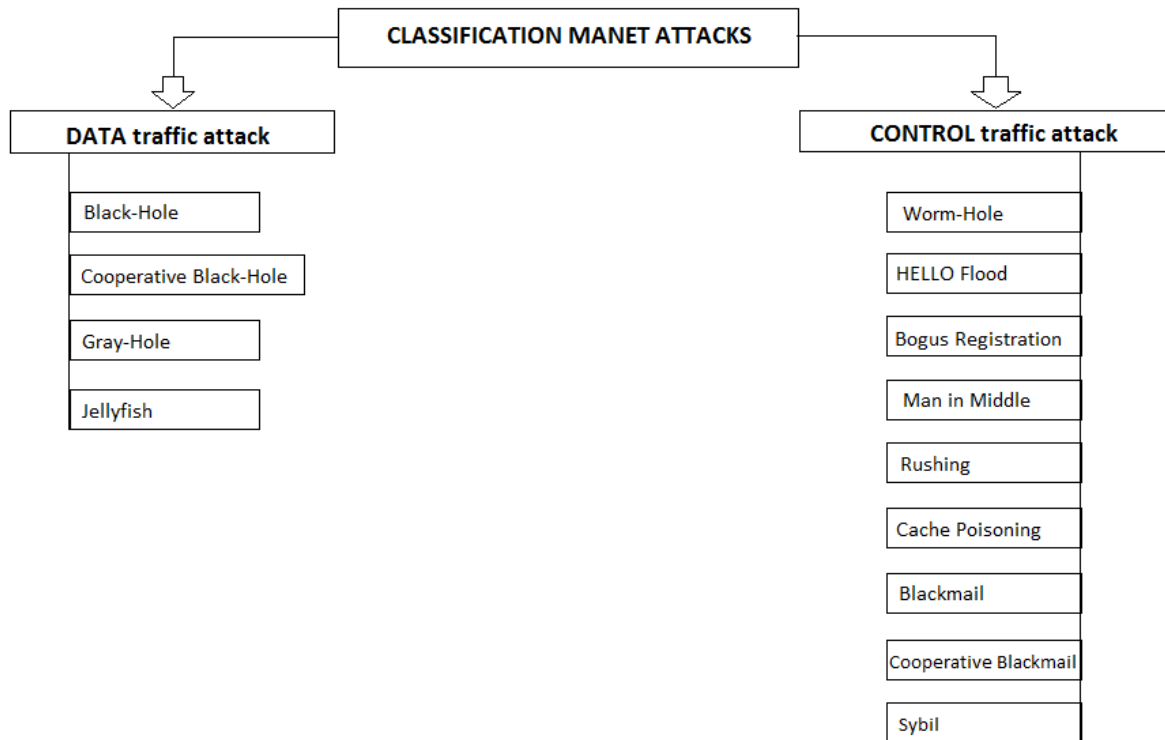 CLASSIFICATION MANET ATTACKS
DATA traffic attack
Black-Hole
Cooperative Black-Hole
Gray-Hole
Jellyfish
CONTROL traffic attack
Worm-Hole
HELLO Flood
Bogus Registration
Man in Middle
Rushing
Cache Poisoning
Blackmail
Cooperative Blackmail
Sybil